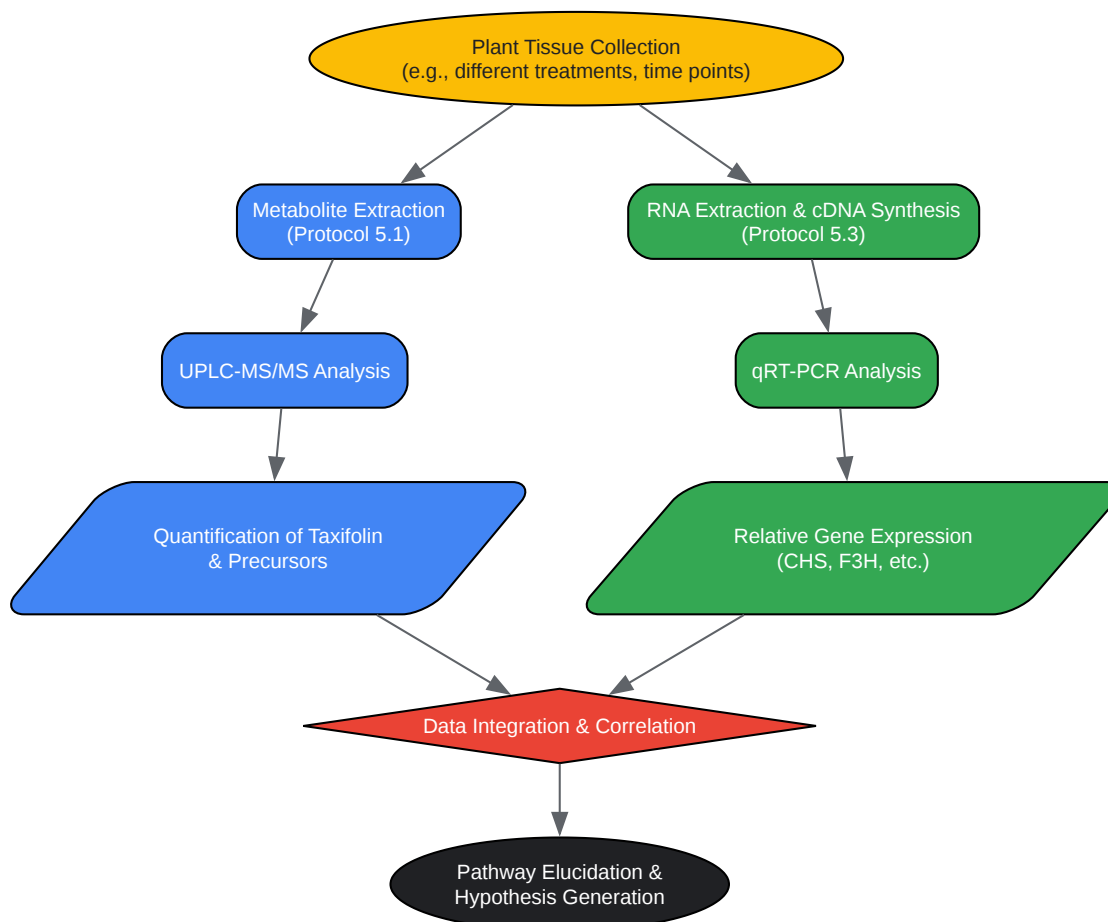 Plant Tissue Collection
(e.g., different treatments, time points)
Metabolite Extraction
(Protocol 5.1)
RNA Extraction & cDNA Synthesis
(Protocol 5.3)
UPLC-MS/MS Analysis
qRT-PCR Analysis
Quantification of Taxifolin
& Precursors
Relative Gene Expression
(CHS, F3H, etc.)
Data Integration & Correlation
Pathway Elucidation &
Hypothesis Generation